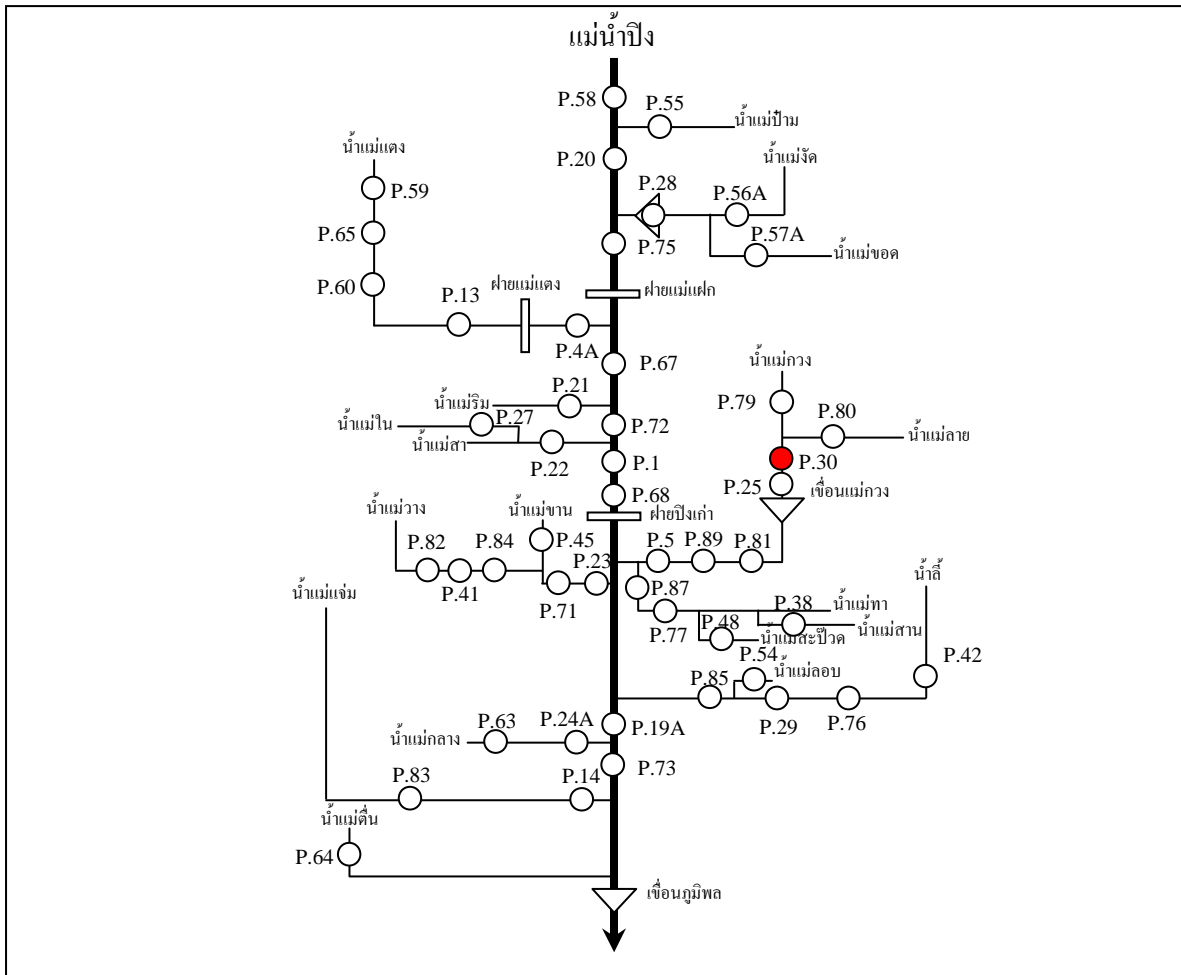 แม่น้ำปิง
P.58
P.55
น้ำแม่ป๋าม
น้ำแม่แตง
P.20
น้ำแม่งัด
P.59
P.28
P.56A
P.65
P.75
P.57A
น้ำแม่ขอด
P.60
P.13
ฝายแม่แตง
ฝายแม่แฝก
P.4A
P.67
น้ำแม่กวง
P.79
P.21
น้ำแม่ริม
P.27
P.80
น้ำแม่ใน
P.72
น้ำแม่ลาย
น้ำแม่สา
P.22
P.1
P.30
P.25
เขื่อนแม่กวง
P.68
น้ำแม่วาง
น้ำแม่ขาน
ฝายปิงเก่า
P.82
P.84
P.45
P.5
P.89
P.81
P.23
น้ำลี้
น้ำแม่แจ่ม
P.41
P.71
P.87
P.38
น้ำแม่ทา
P.77
P.48
น้ำแม่สาน
น้ำแม่สะป๊วด
P.54
P.42
P.85
น้ำแม่ลอบ
P.63
P.24A
P.19A
P.29
P.76
น้ำแม่กลาง
P.73
P.83
P.14
น้ำแม่ตื่น
P.64
เขื่อนภูมิพล